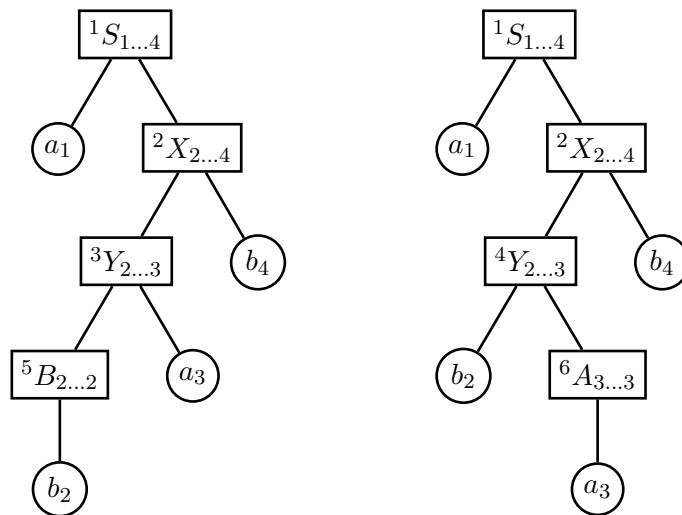 ¹S₁…₄ ¹S₁…₄
a₁ ²X₂…₄ a₁ ²X₂…₄
³Y₂…₃ b₄ ⁴Y₂…₃ b₄
⁵B₂…₂ a₃ b₂ ⁶A₃…₃
b₂ a₃